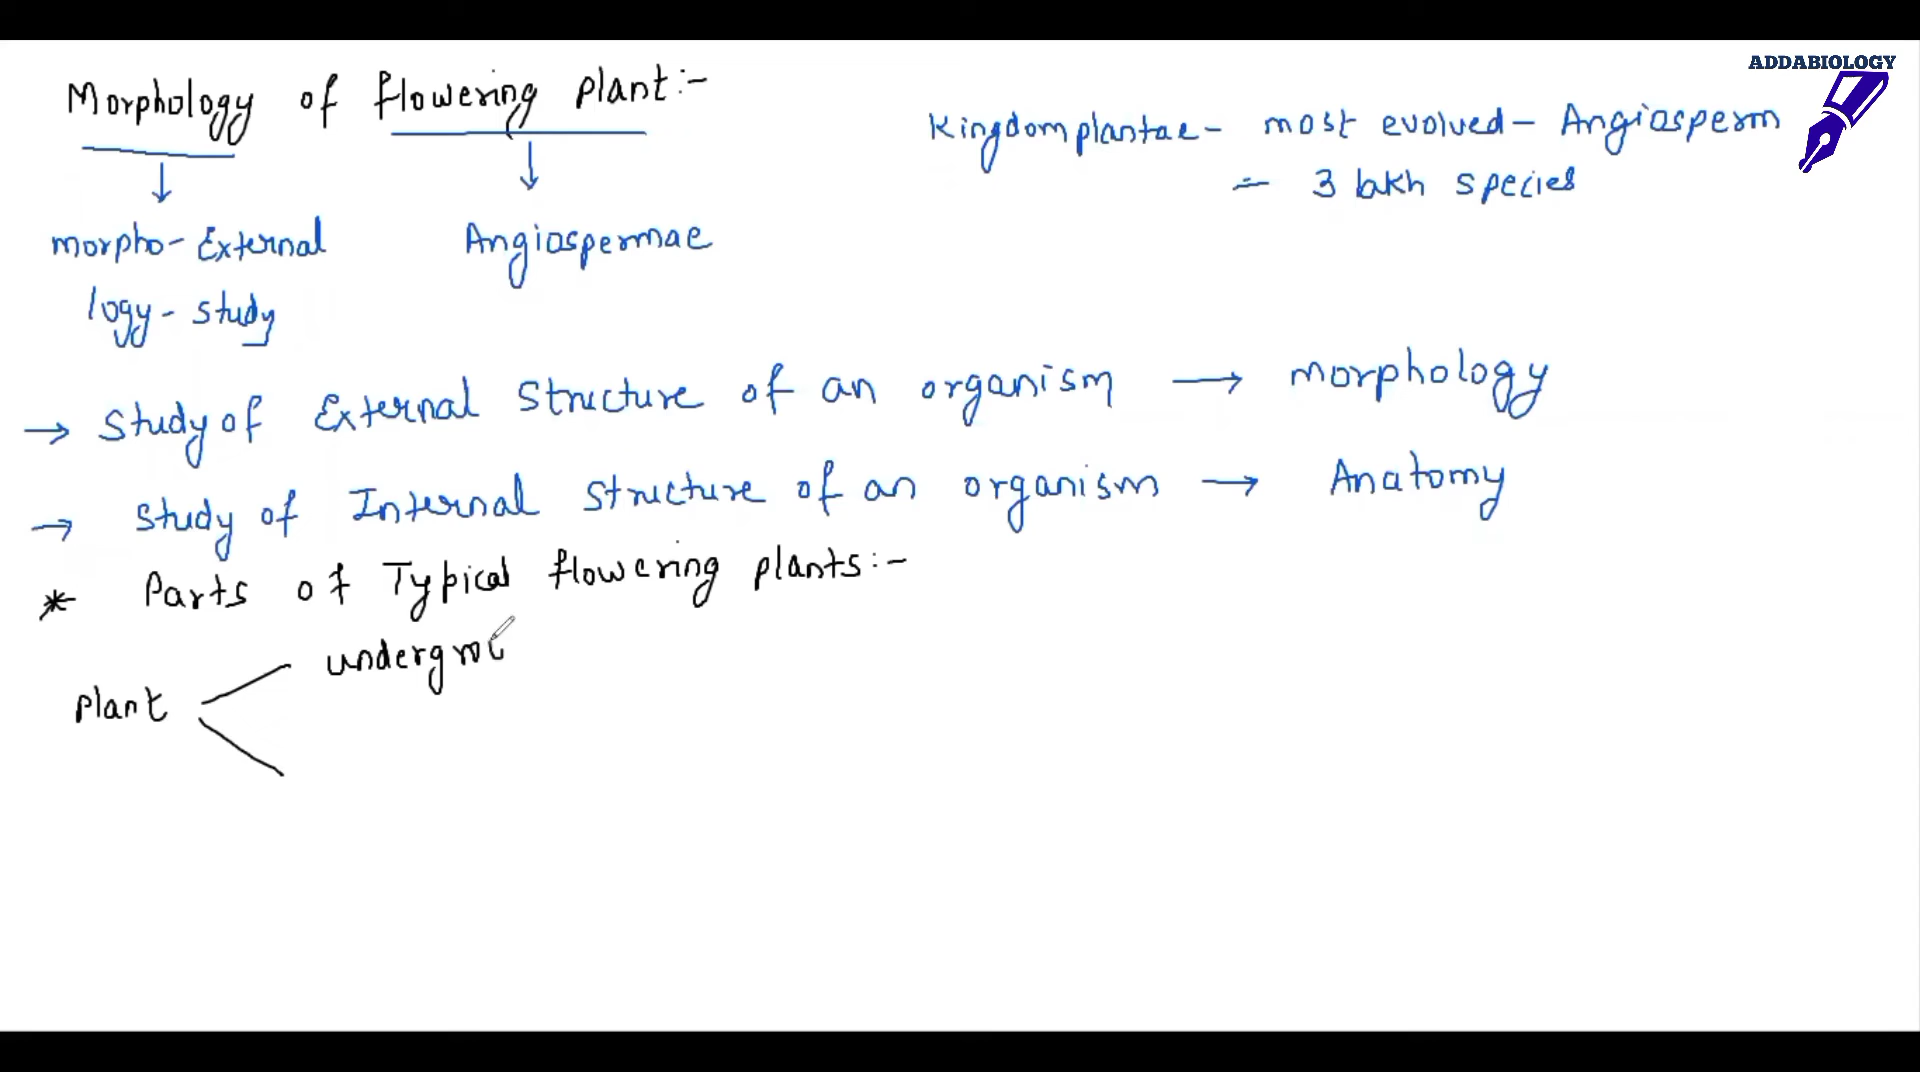 ADDABIOLOGY
Morphology of flowering plant:-
Kingdom plantae - most evolved - Angiosperm
= 3 lakh species
morpho - External
Angiospermae
logy - study
→ Study of External Structure of an organism → morphology
→ Study of Internal Structure of an organism → Anatomy
* Parts of Typical flowering plants:-
undergrou
plant